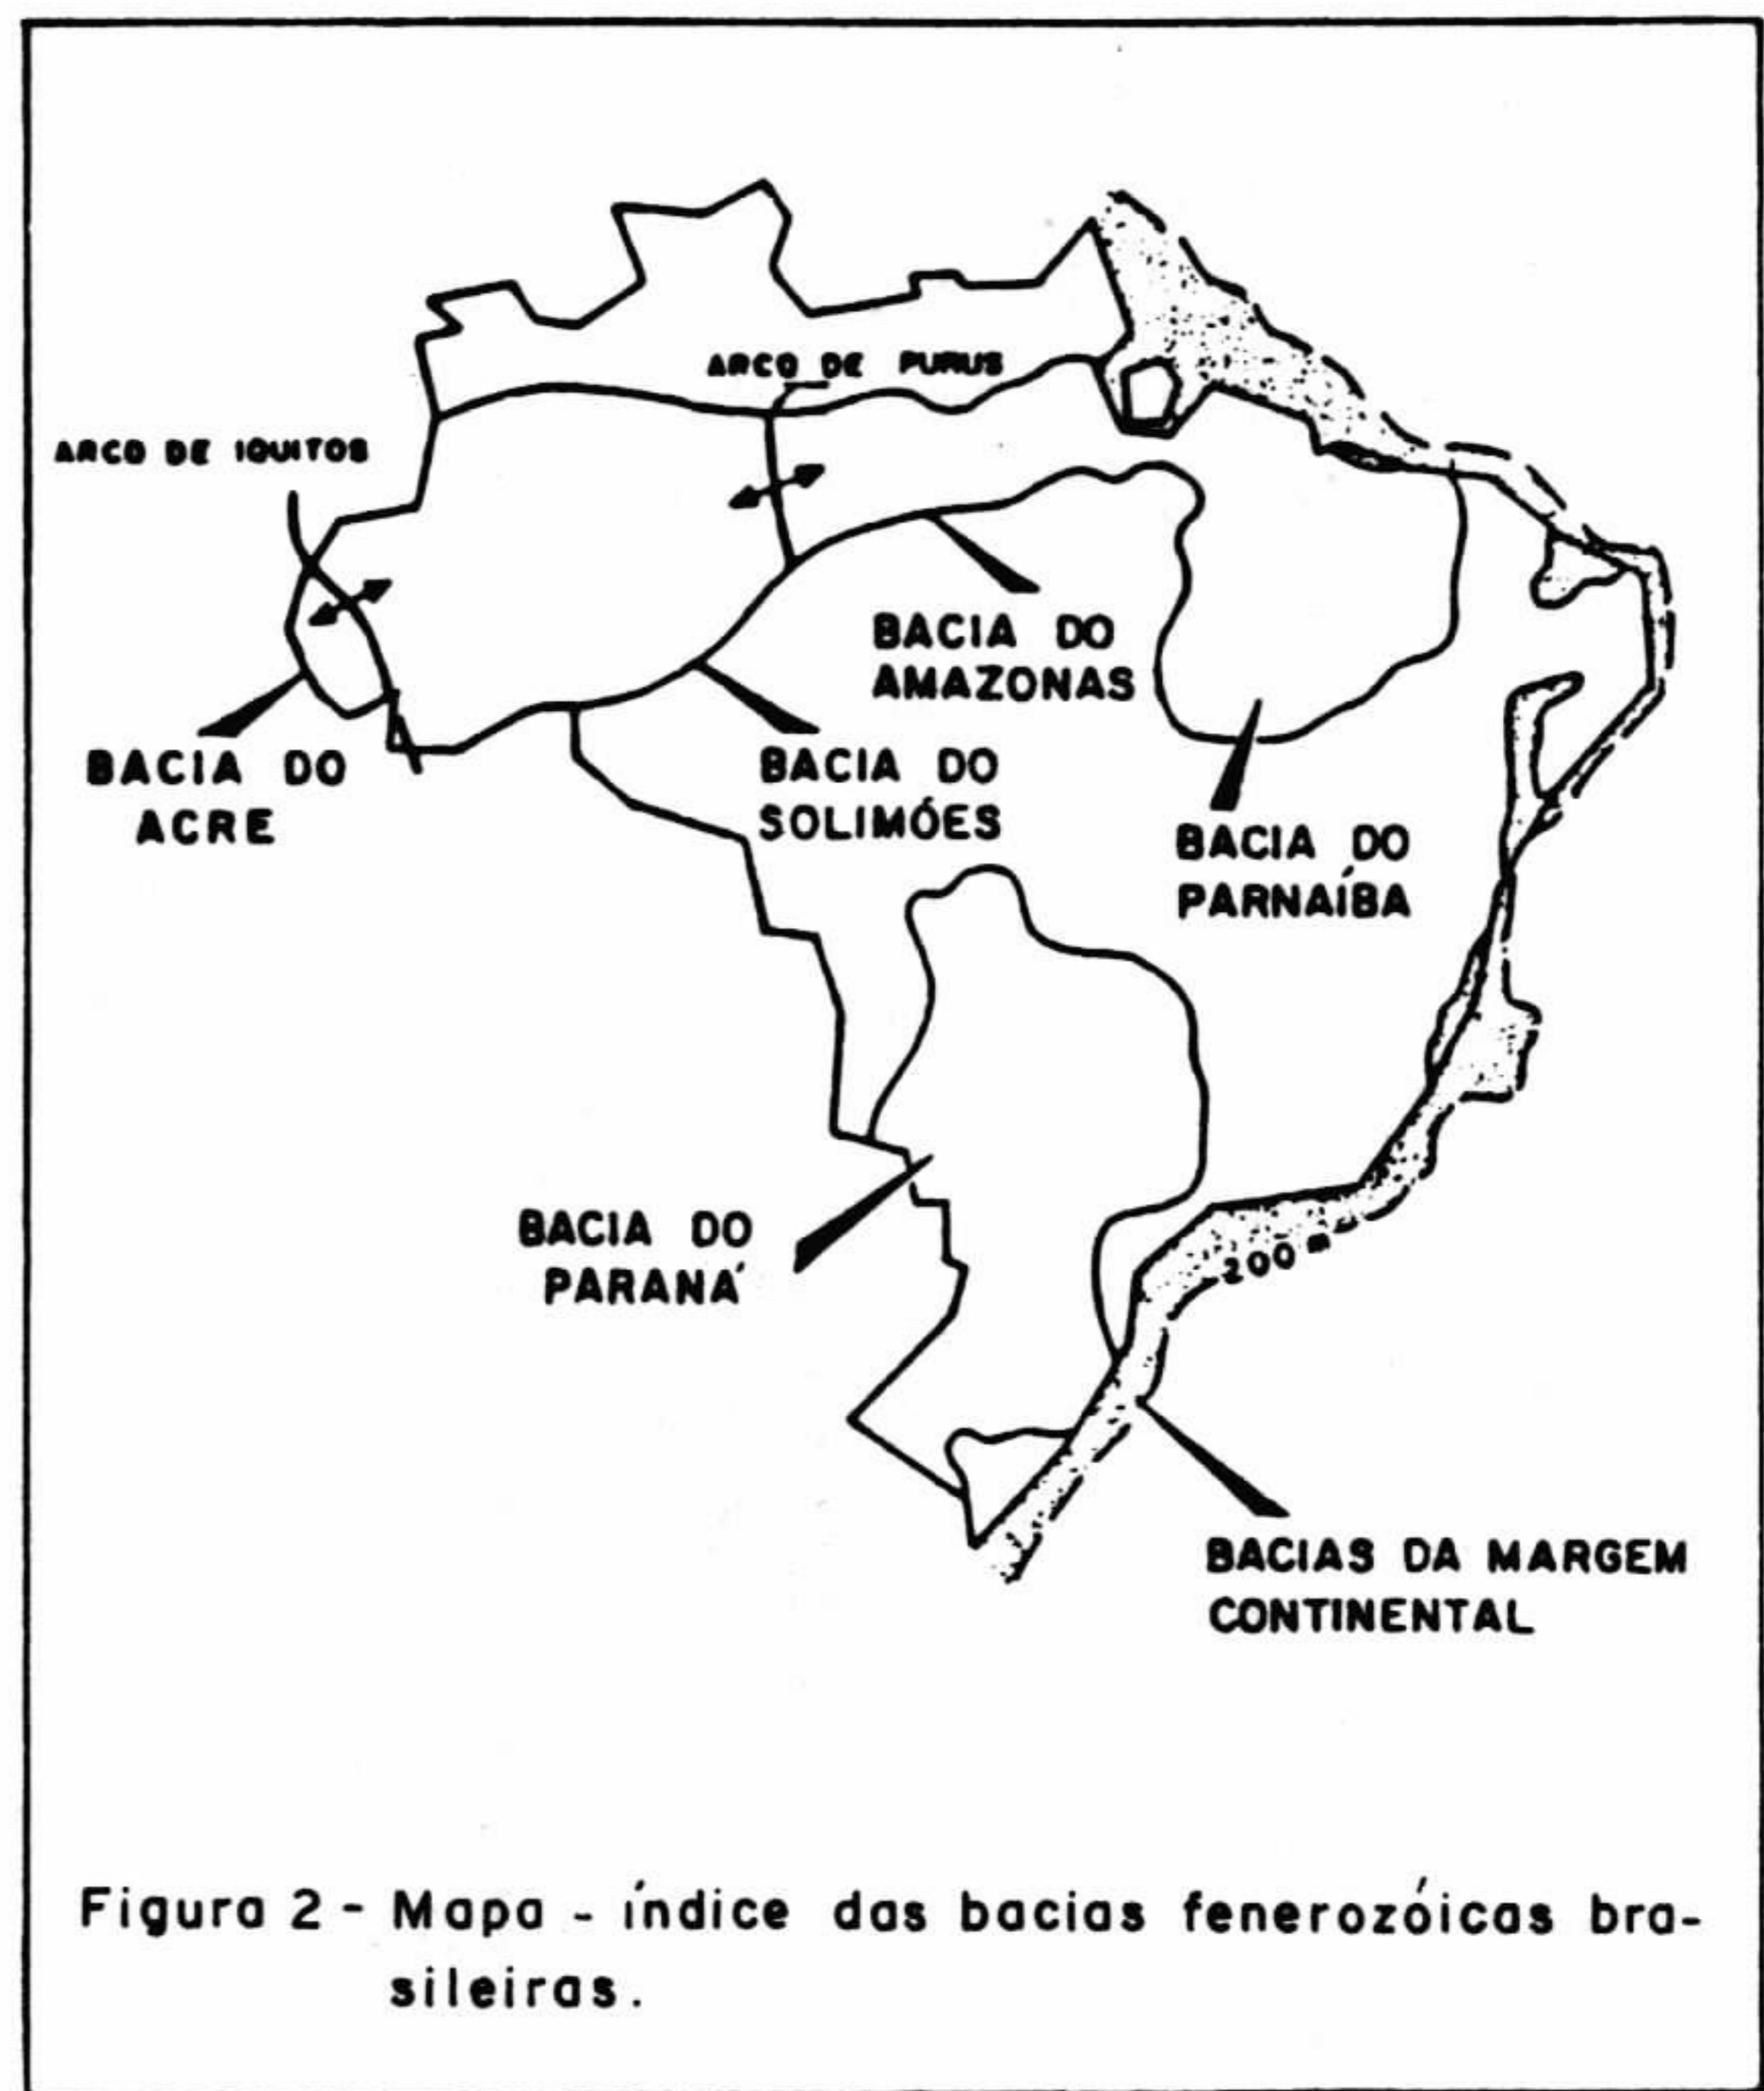 ARCO DE PURUS
ARCO DE IQUITOS
BACIA DO
AMAZONAS
BACIA DO
ACRE
BACIA DO
SOLIMÓES
BACIA DO
PARNAÍBA
BACIA DO
PARANÁ
200 m
BACIAS DA MARGEM
CONTINENTAL
Figura 2 - Mapa - índice das bacias fenerozóicas bra-
sileiras.